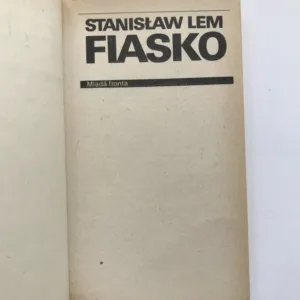 STANISŁAW LEM
FIASKO
Mladá fronta